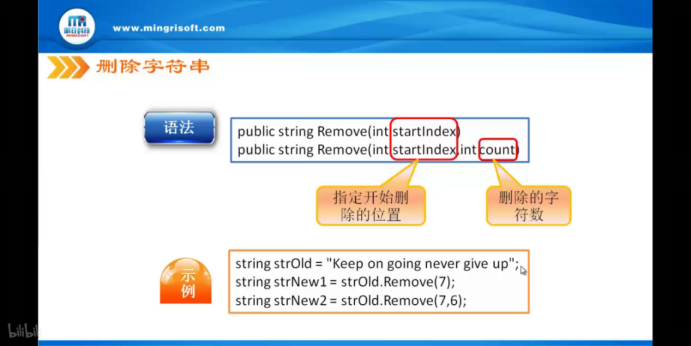 www.mingrisoft.com
删除字符串
语法
public string Remove(int startIndex)
public string Remove(int startIndex,int count)
指定开始删
除的位置
删除的字
符数
示
例
string strOld = "Keep on going never give up";
string strNew1 = strOld.Remove(7);
string strNew2 = strOld.Remove(7,6);